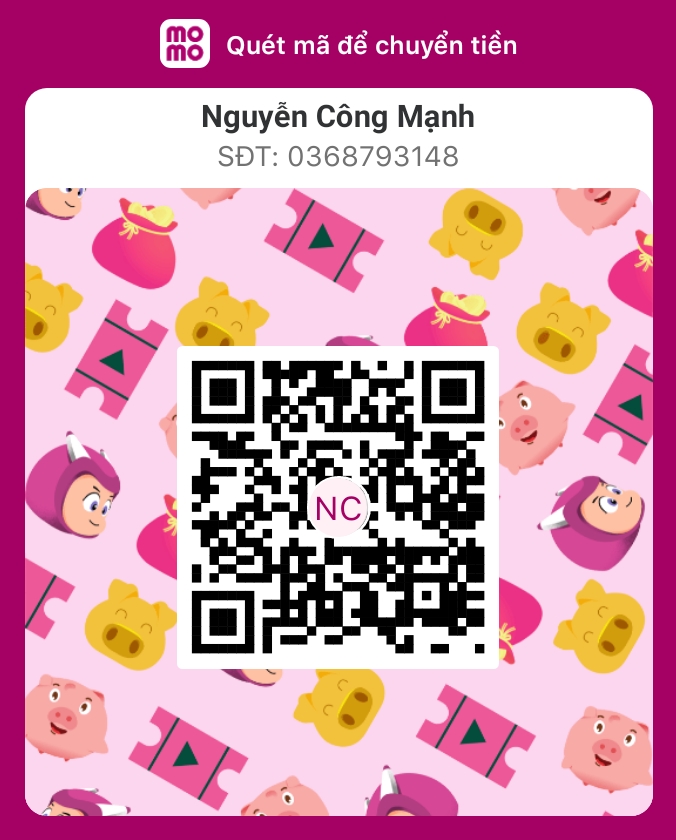 mo
mo
Quét mã để chuyển tiền
Nguyễn Công Mạnh
SĐT: 0368793148
NC